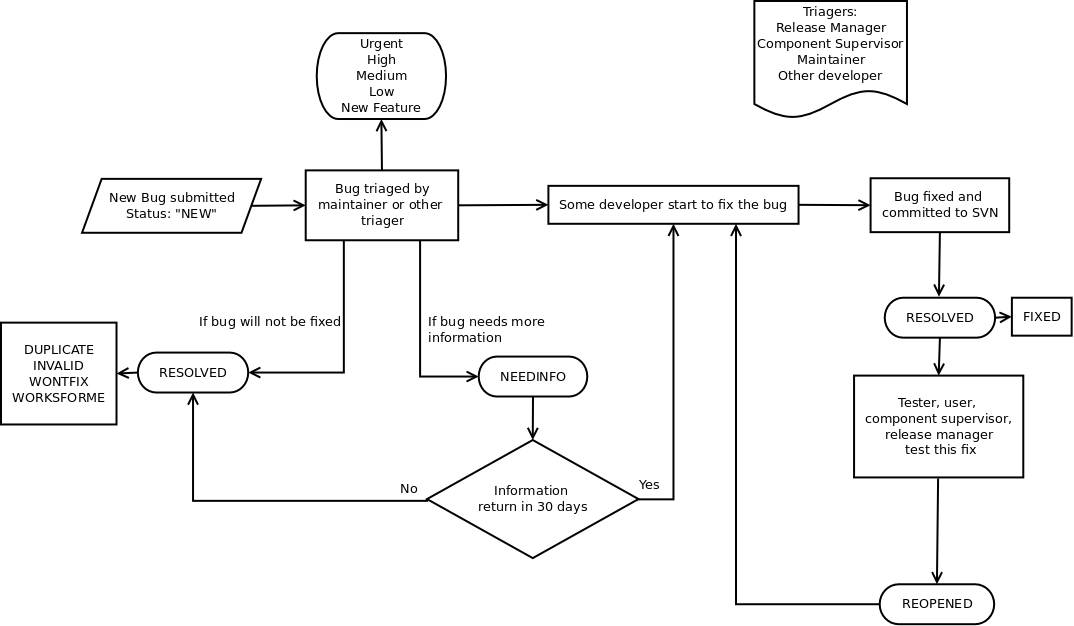 Triagers:
Release Manager
Component Supervisor
Maintainer
Other developer
Urgent
High
Medium
Low
New Feature
New Bug submitted
Status: "NEW"
Bug triaged by
maintainer or other
triager
Some developer start to fix the bug
Bug fixed and
committed to SVN
If bug will not be fixed
If bug needs more
information
RESOLVED
FIXED
DUPLICATE
INVALID
WONTFIX
WORKSFORME
RESOLVED
NEEDINFO
Tester, user,
component supervisor,
release manager
test this fix
No
Information
return in 30 days
Yes
REOPENED